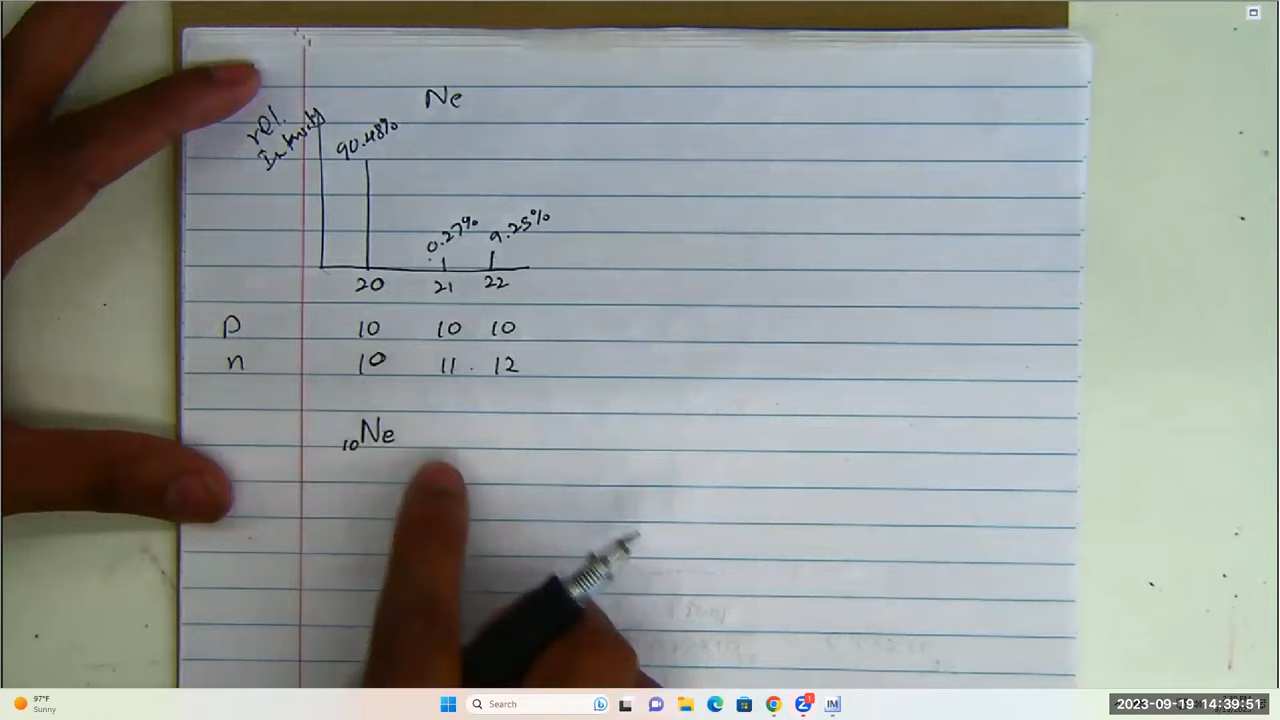 Ne
rel.
Intensity
90.48%
0.27% 9.25%
20 21 22
P 10 10 10
n 10 11 12
10Ne
97°F
Sunny
Search
IM
2023-09-19 14:39:51